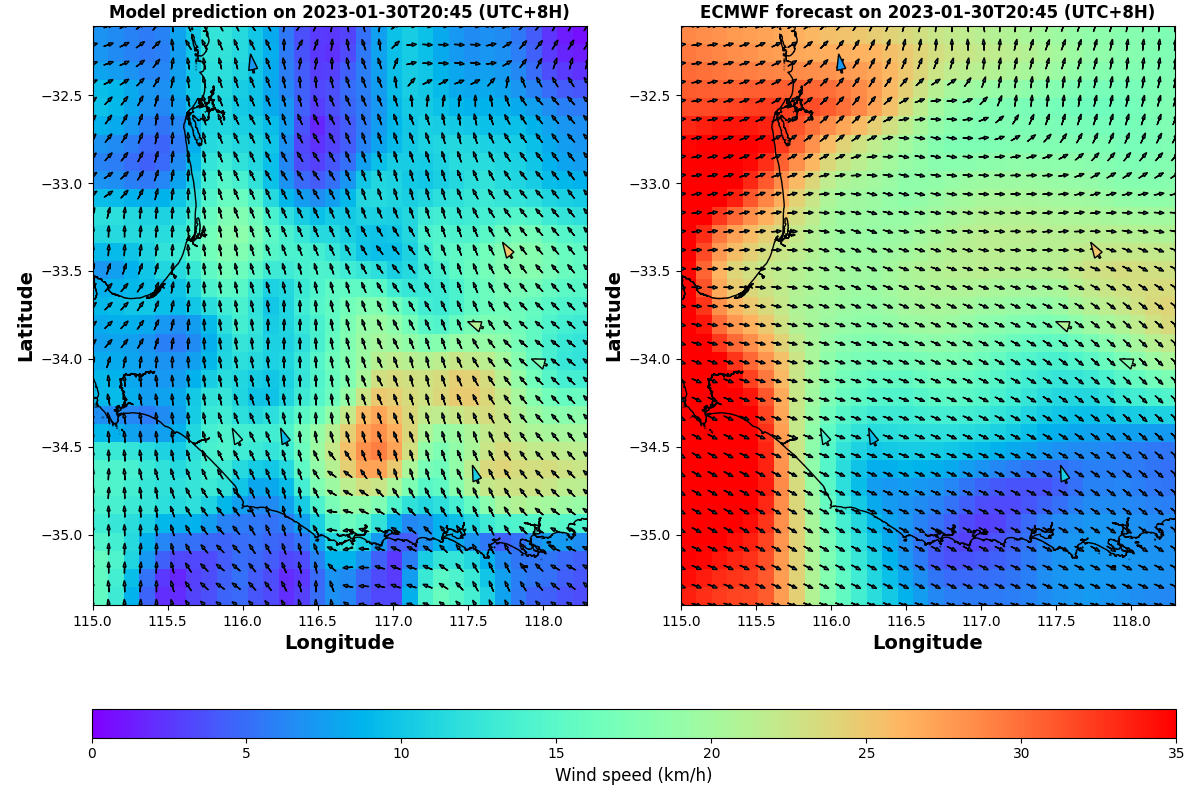 Model prediction on 2023-01-30T20:45 (UTC+8H)
ECMWF forecast on 2023-01-30T20:45 (UTC+8H)
−32.5
−33.0
−33.5
−34.0
−34.5
−35.0
Latitude
115.0 115.5 116.0 116.5 117.0 117.5 118.0
Longitude
−32.5
−33.0
−33.5
−34.0
−34.5
−35.0
Latitude
115.0 115.5 116.0 116.5 117.0 117.5 118.0
Longitude
0 5 10 15 20 25 30 35
Wind speed (km/h)